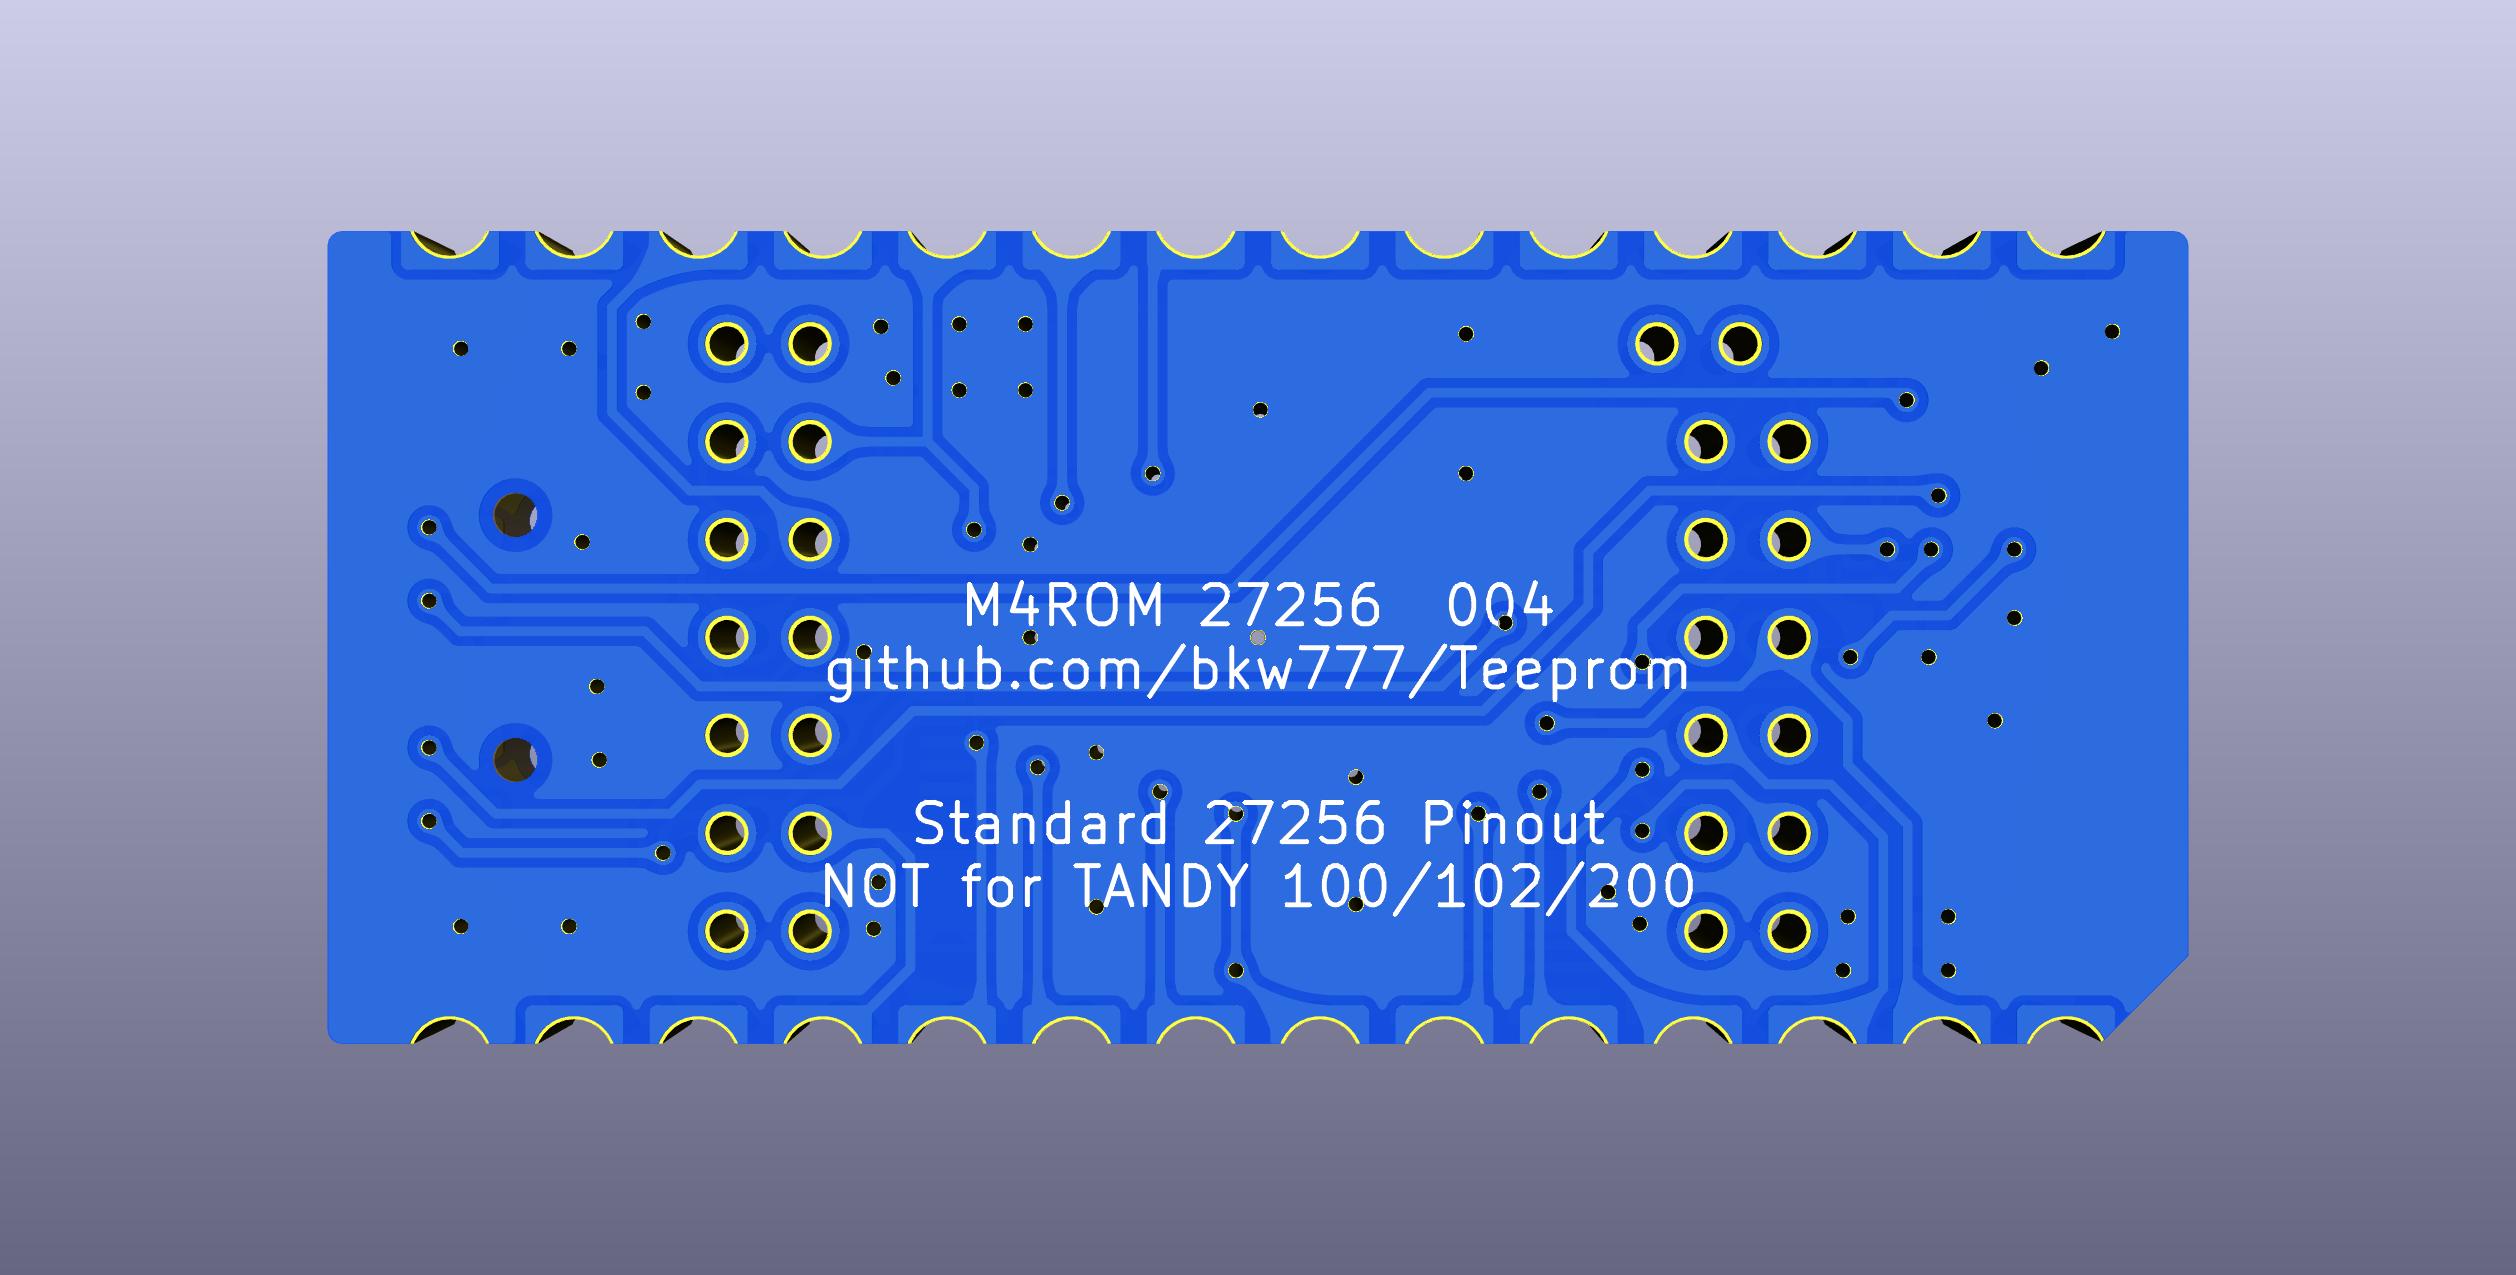 M4ROM 27256  004
github.com/bkw777/Teeprom
Standard 27256 Pinout
NOT for TANDY 100/102/200